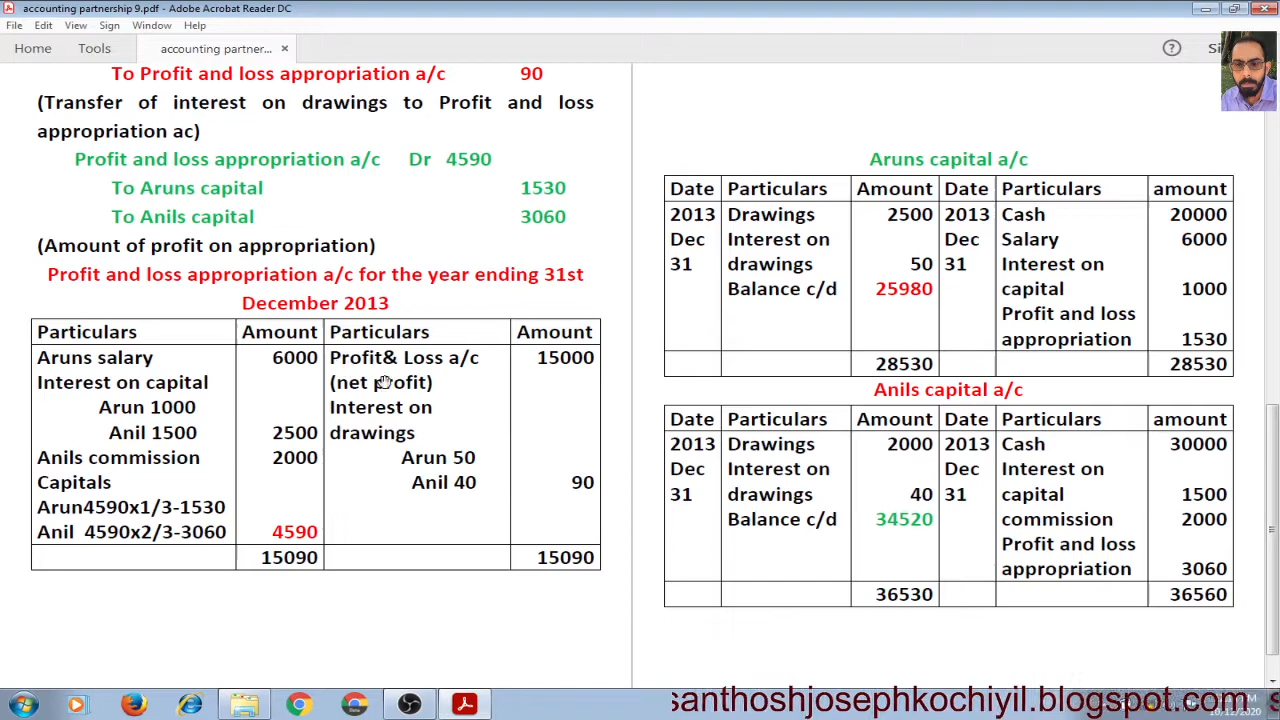 accounting partnership 9.pdf - Adobe Acrobat Reader DC
File Edit View Sign Window Help
Home Tools accounting partner... ×
To Profit and loss appropriation a/c 90
(Transfer of interest on drawings to Profit and loss
appropriation ac)
Profit and loss appropriation a/c Dr 4590
To Aruns capital 1530
To Anils capital 3060
(Amount of profit on appropriation)
Profit and loss appropriation a/c for the year ending 31st
December 2013
Particulars Amount Particulars Amount
Aruns salary 6000 Profit& Loss a/c 15000
Interest on capital (net profit)
Arun 1000 Interest on
Anil 1500 2500 drawings
Anils commission 2000 Arun 50
Capitals Anil 40 90
Arun4590x1/3-1530
Anil 4590x2/3-3060 4590
15090 15090
Aruns capital a/c
Date Particulars Amount Date Particulars amount
2013 Drawings 2500 2013 Cash 20000
Dec Interest on Dec Salary 6000
31 drawings 50 31 Interest on
Balance c/d 25980 capital 1000
Profit and loss
appropriation 1530
28530 28530
Anils capital a/c
Date Particulars Amount Date Particulars amount
2013 Drawings 2000 2013 Cash 30000
Dec Interest on Dec Interest on
31 drawings 40 31 capital 1500
Balance c/d 34520 commission 2000
Profit and loss
appropriation 3060
36530 36560
santhoshjosephkochiyil.blogspot.com
10/12/2020